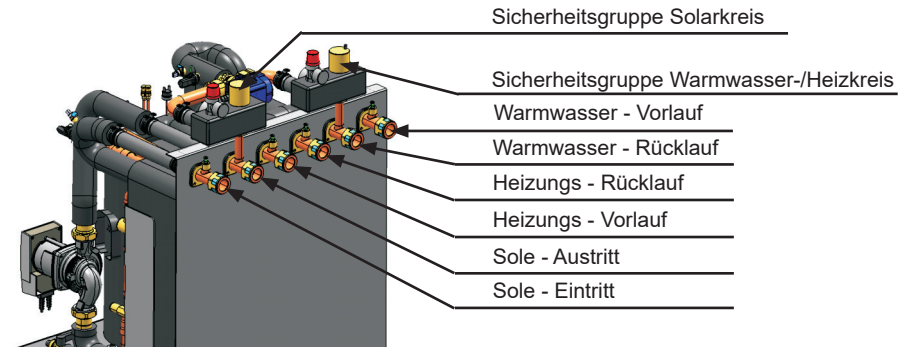 Sicherheitsgruppe Solarkreis
Sicherheitsgruppe Warmwasser-/Heizkreis
Warmwasser - Vorlauf
Warmwasser - Rücklauf
Heizungs - Rücklauf
Heizungs - Vorlauf
Sole - Austritt
Sole - Eintritt